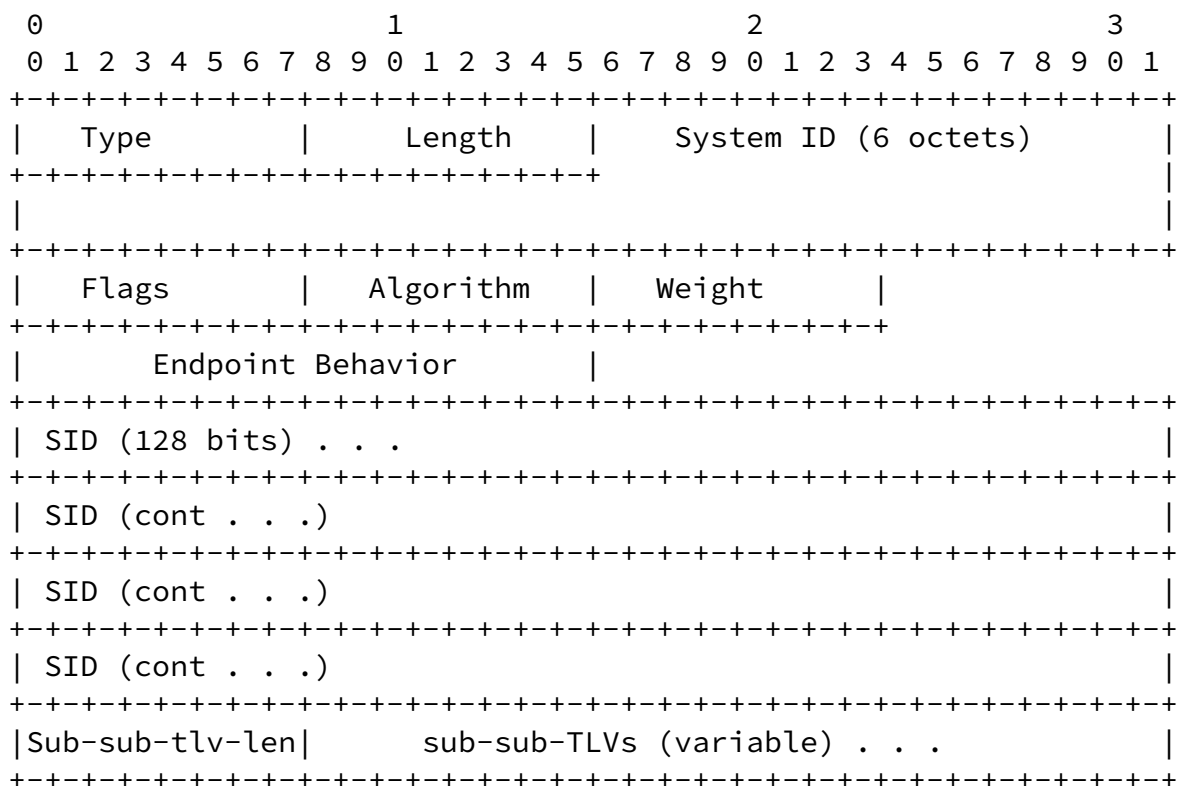 0                   1                   2                   3
 0 1 2 3 4 5 6 7 8 9 0 1 2 3 4 5 6 7 8 9 0 1 2 3 4 5 6 7 8 9 0 1
+-+-+-+-+-+-+-+-+-+-+-+-+-+-+-+-+-+-+-+-+-+-+-+-+-+-+-+-+-+-+-+-+
|   Type        |     Length    |    System ID (6 octets)       |
+-+-+-+-+-+-+-+-+-+-+-+-+-+-+-+-+                               |
|                                                               |
+-+-+-+-+-+-+-+-+-+-+-+-+-+-+-+-+-+-+-+-+-+-+-+-+-+-+-+-+-+-+-+-+
|   Flags       |   Algorithm   |   Weight      |
+-+-+-+-+-+-+-+-+-+-+-+-+-+-+-+-+-+-+-+-+-+-+-+-+
|       Endpoint Behavior       |
+-+-+-+-+-+-+-+-+-+-+-+-+-+-+-+-+-+-+-+-+-+-+-+-+-+-+-+-+-+-+-+-+
| SID (128 bits) . . .                                          |
+-+-+-+-+-+-+-+-+-+-+-+-+-+-+-+-+-+-+-+-+-+-+-+-+-+-+-+-+-+-+-+-+
| SID (cont . . .)                                              |
+-+-+-+-+-+-+-+-+-+-+-+-+-+-+-+-+-+-+-+-+-+-+-+-+-+-+-+-+-+-+-+-+
| SID (cont . . .)                                              |
+-+-+-+-+-+-+-+-+-+-+-+-+-+-+-+-+-+-+-+-+-+-+-+-+-+-+-+-+-+-+-+-+
| SID (cont . . .)                                              |
+-+-+-+-+-+-+-+-+-+-+-+-+-+-+-+-+-+-+-+-+-+-+-+-+-+-+-+-+-+-+-+-+
|Sub-sub-tlv-len|      sub-sub-TLVs (variable) . . .            |
+-+-+-+-+-+-+-+-+-+-+-+-+-+-+-+-+-+-+-+-+-+-+-+-+-+-+-+-+-+-+-+-+